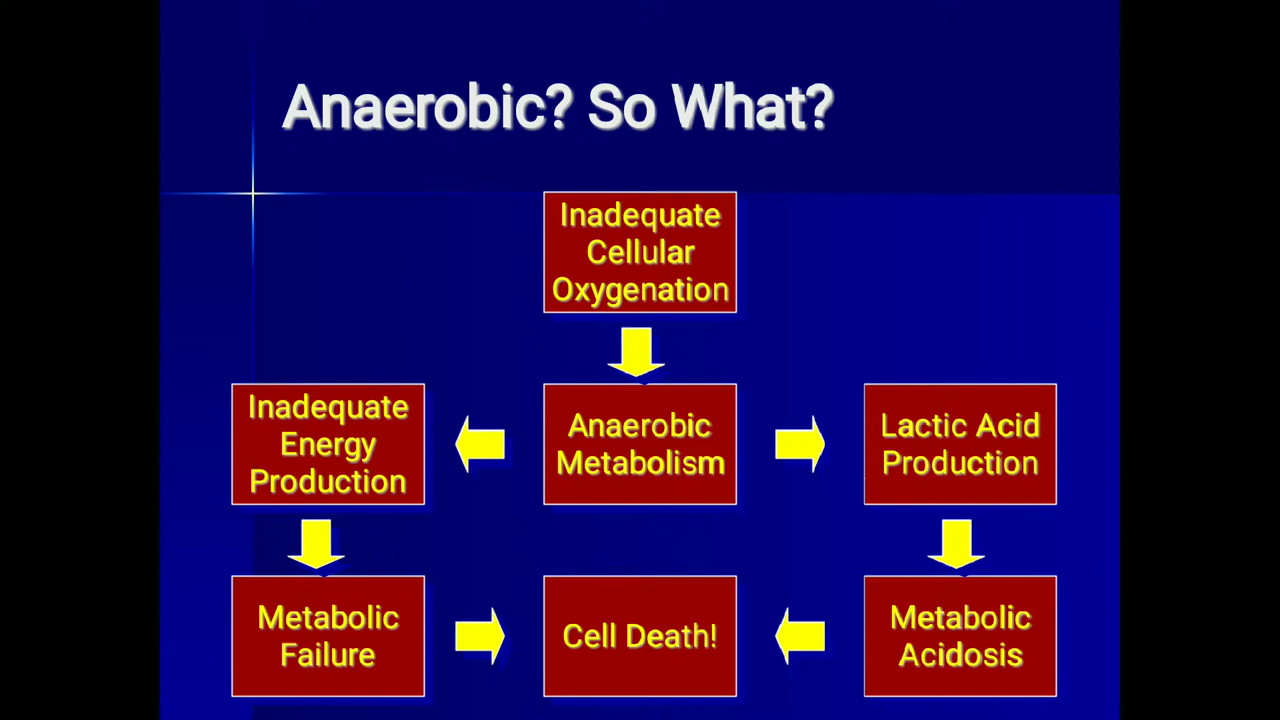 Anaerobic? So What?
Inadequate
Cellular
Oxygenation
Inadequate
Energy
Production
Anaerobic
Metabolism
Lactic Acid
Production
Metabolic
Failure
Cell Death!
Metabolic
Acidosis